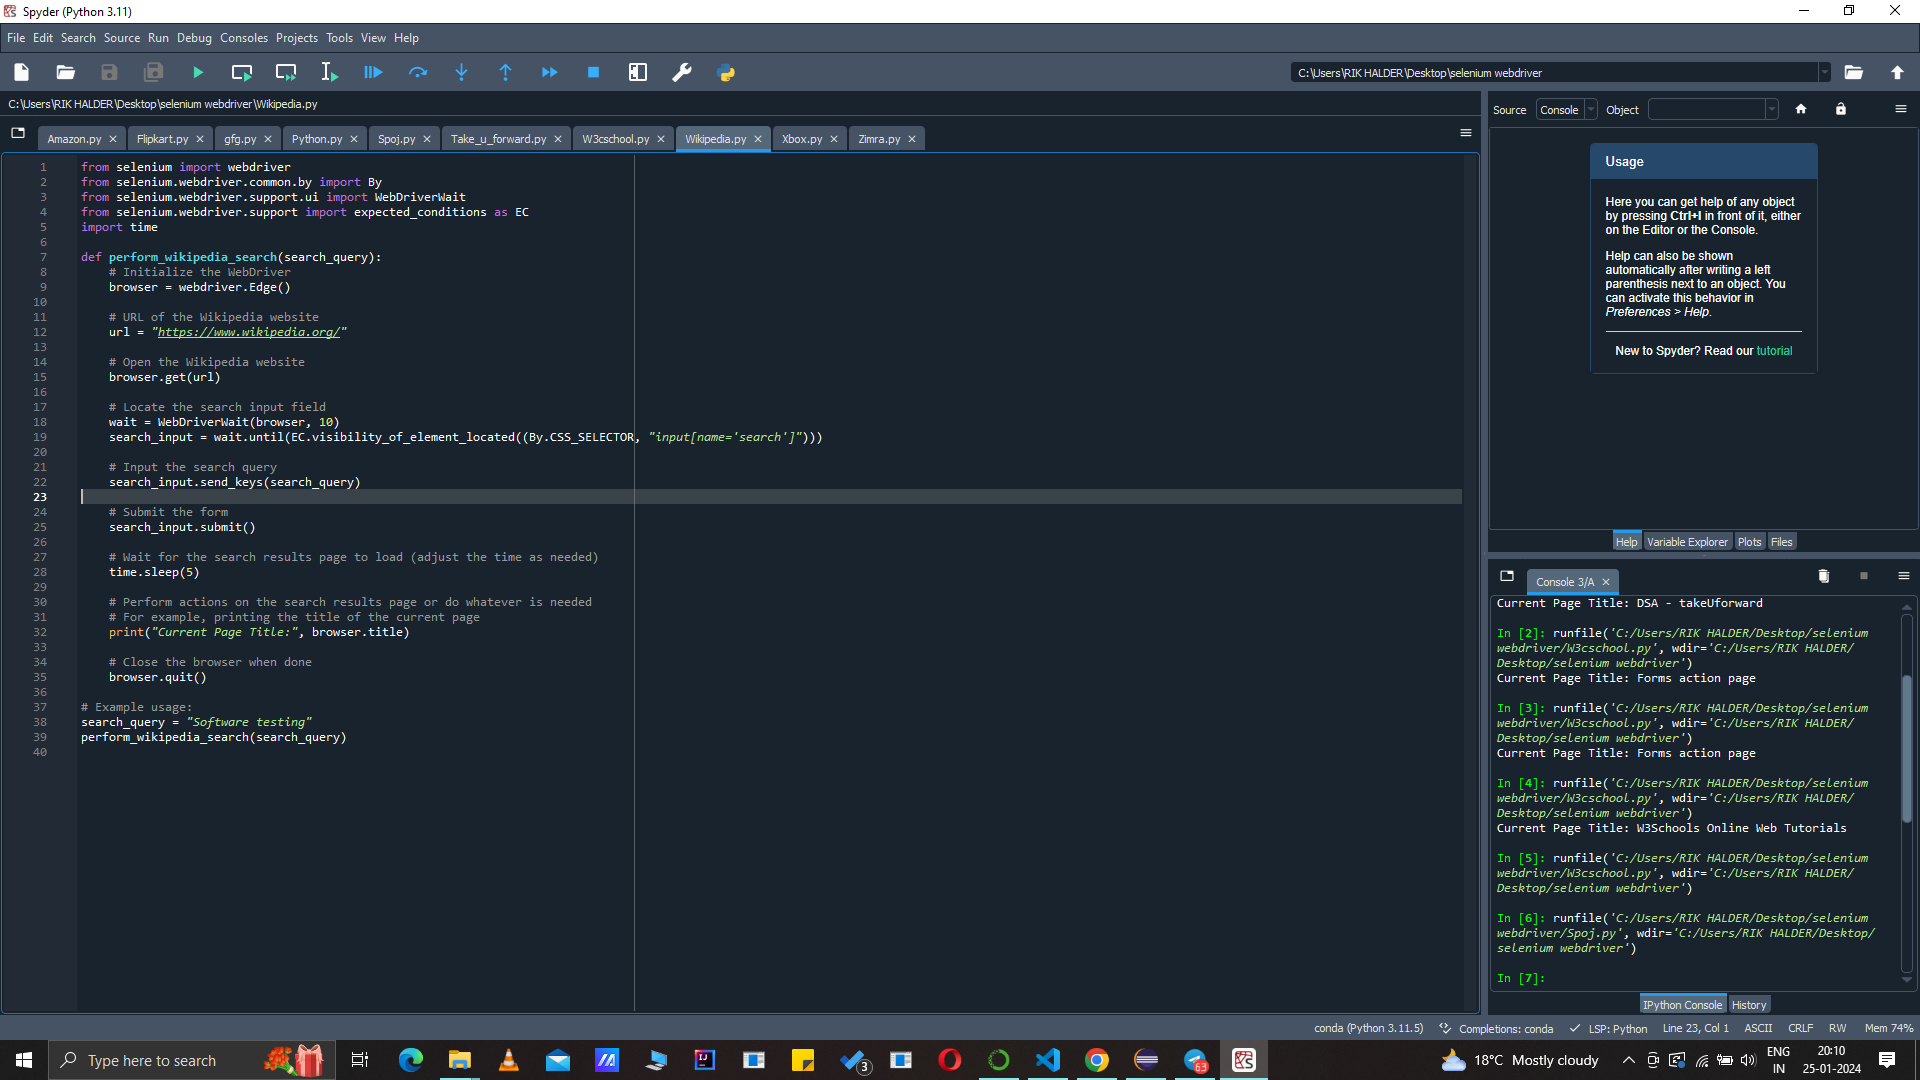 Spyder (Python 3.11)
File Edit Search Source Run Debug Consoles Projects Tools View Help
C:\Users\RIK HALDER\Desktop\selenium webdriver
C:\Users\RIK HALDER\Desktop\selenium webdriver\Wikipedia.py
Amazon.py Flipkart.py gfg.py Python.py Spoj.py Take_u_forward.py W3cschool.py Wikipedia.py Xbox.py Zimra.py
1 from selenium import webdriver
2 from selenium.webdriver.common.by import By
3 from selenium.webdriver.support.ui import WebDriverWait
4 from selenium.webdriver.support import expected_conditions as EC
5 import time
6
7 def perform_wikipedia_search(search_query):
8 # Initialize the WebDriver
9 browser = webdriver.Edge()
10
11 # URL of the Wikipedia website
12 url = "https://www.wikipedia.org/"
13
14 # Open the Wikipedia website
15 browser.get(url)
16
17 # Locate the search input field
18 wait = WebDriverWait(browser, 10)
19 search_input = wait.until(EC.visibility_of_element_located((By.CSS_SELECTOR, "input[name='search']")))
20
21 # Input the search query
22 search_input.send_keys(search_query)
23
24 # Submit the form
25 search_input.submit()
26
27 # Wait for the search results page to load (adjust the time as needed)
28 time.sleep(5)
29
30 # Perform actions on the search results page or do whatever is needed
31 # For example, printing the title of the current page
32 print("Current Page Title:", browser.title)
33
34 # Close the browser when done
35 browser.quit()
36
37 # Example usage:
38 search_query = "Software testing"
39 perform_wikipedia_search(search_query)
40
Source Console Object
Usage
Here you can get help of any object
by pressing Ctrl+I in front of it, either
on the Editor or the Console.
Help can also be shown
automatically after writing a left
parenthesis next to an object. You
can activate this behavior in
Preferences > Help.
New to Spyder? Read our tutorial
Help Variable Explorer Plots Files
Console 3/A
Current Page Title: DSA - takeUforward
In [2]: runfile('C:/Users/RIK HALDER/Desktop/selenium
webdriver/W3cschool.py', wdir='C:/Users/RIK HALDER/
Desktop/selenium webdriver')
Current Page Title: Forms action page
In [3]: runfile('C:/Users/RIK HALDER/Desktop/selenium
webdriver/W3cschool.py', wdir='C:/Users/RIK HALDER/
Desktop/selenium webdriver')
Current Page Title: Forms action page
In [4]: runfile('C:/Users/RIK HALDER/Desktop/selenium
webdriver/W3cschool.py', wdir='C:/Users/RIK HALDER/
Desktop/selenium webdriver')
Current Page Title: W3Schools Online Web Tutorials
In [5]: runfile('C:/Users/RIK HALDER/Desktop/selenium
webdriver/W3cschool.py', wdir='C:/Users/RIK HALDER/
Desktop/selenium webdriver')
In [6]: runfile('C:/Users/RIK HALDER/Desktop/selenium
webdriver/Spoj.py', wdir='C:/Users/RIK HALDER/Desktop/
selenium webdriver')
In [7]:
IPython Console History
conda (Python 3.11.5) Completions: conda LSP: Python Line 23, Col 1 ASCII CRLF RW Mem 74%
Type here to search
3
63
18°C Mostly cloudy
ENG
IN
20:10
25-01-2024